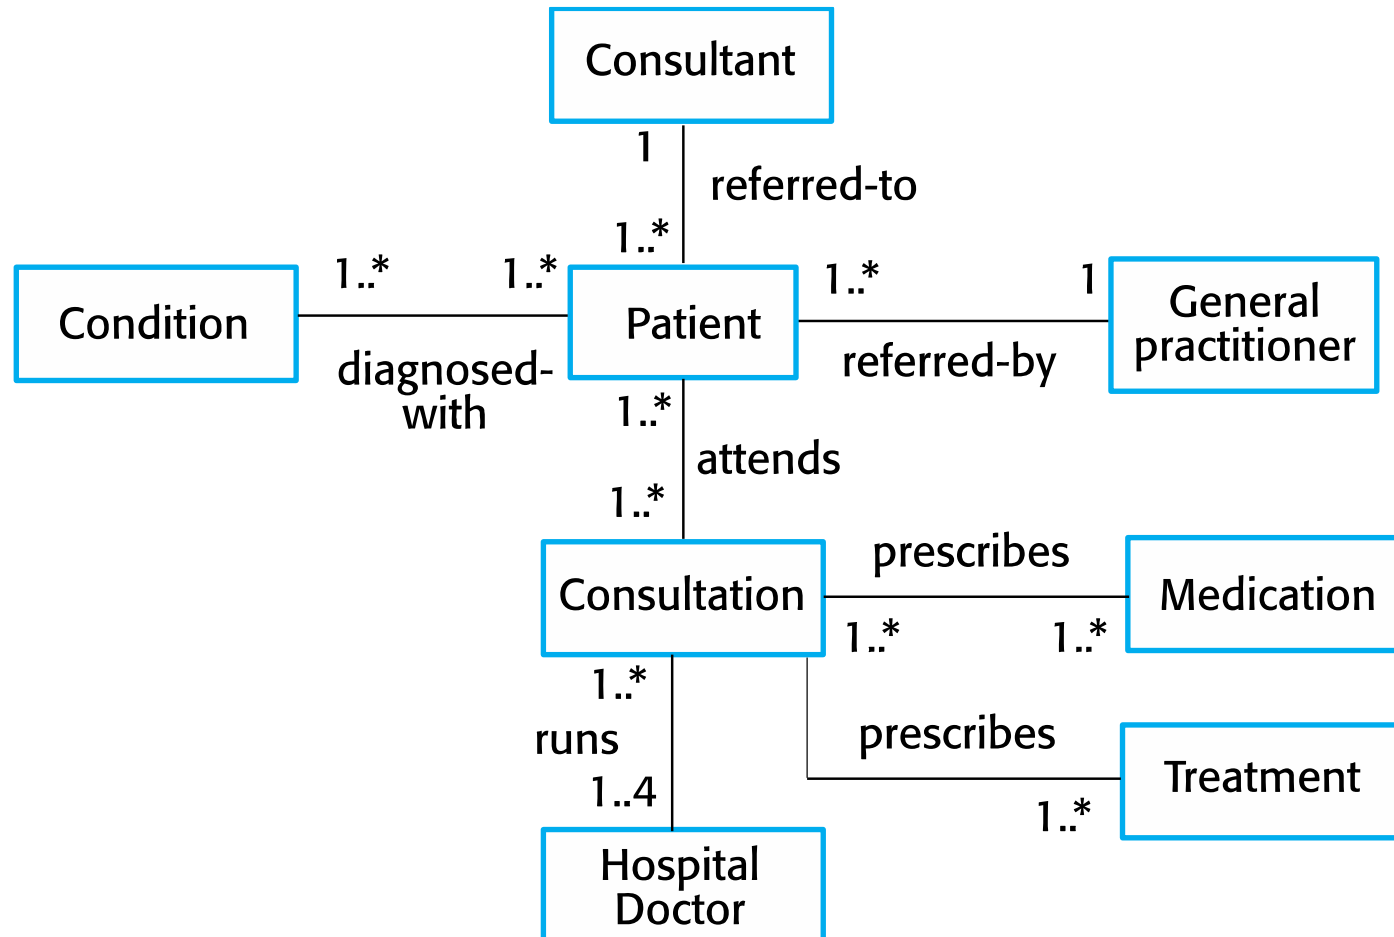 Consultant
1
referred-to
1..*
1..*
1..*
1..*
1
Condition
Patient
General
practitioner
diagnosed-
with
referred-by
1..*
attends
1..*
prescribes
Consultation
Medication
1..*
1..*
1..*
runs
prescribes
1..4
Treatment
1..*
Hospital
Doctor